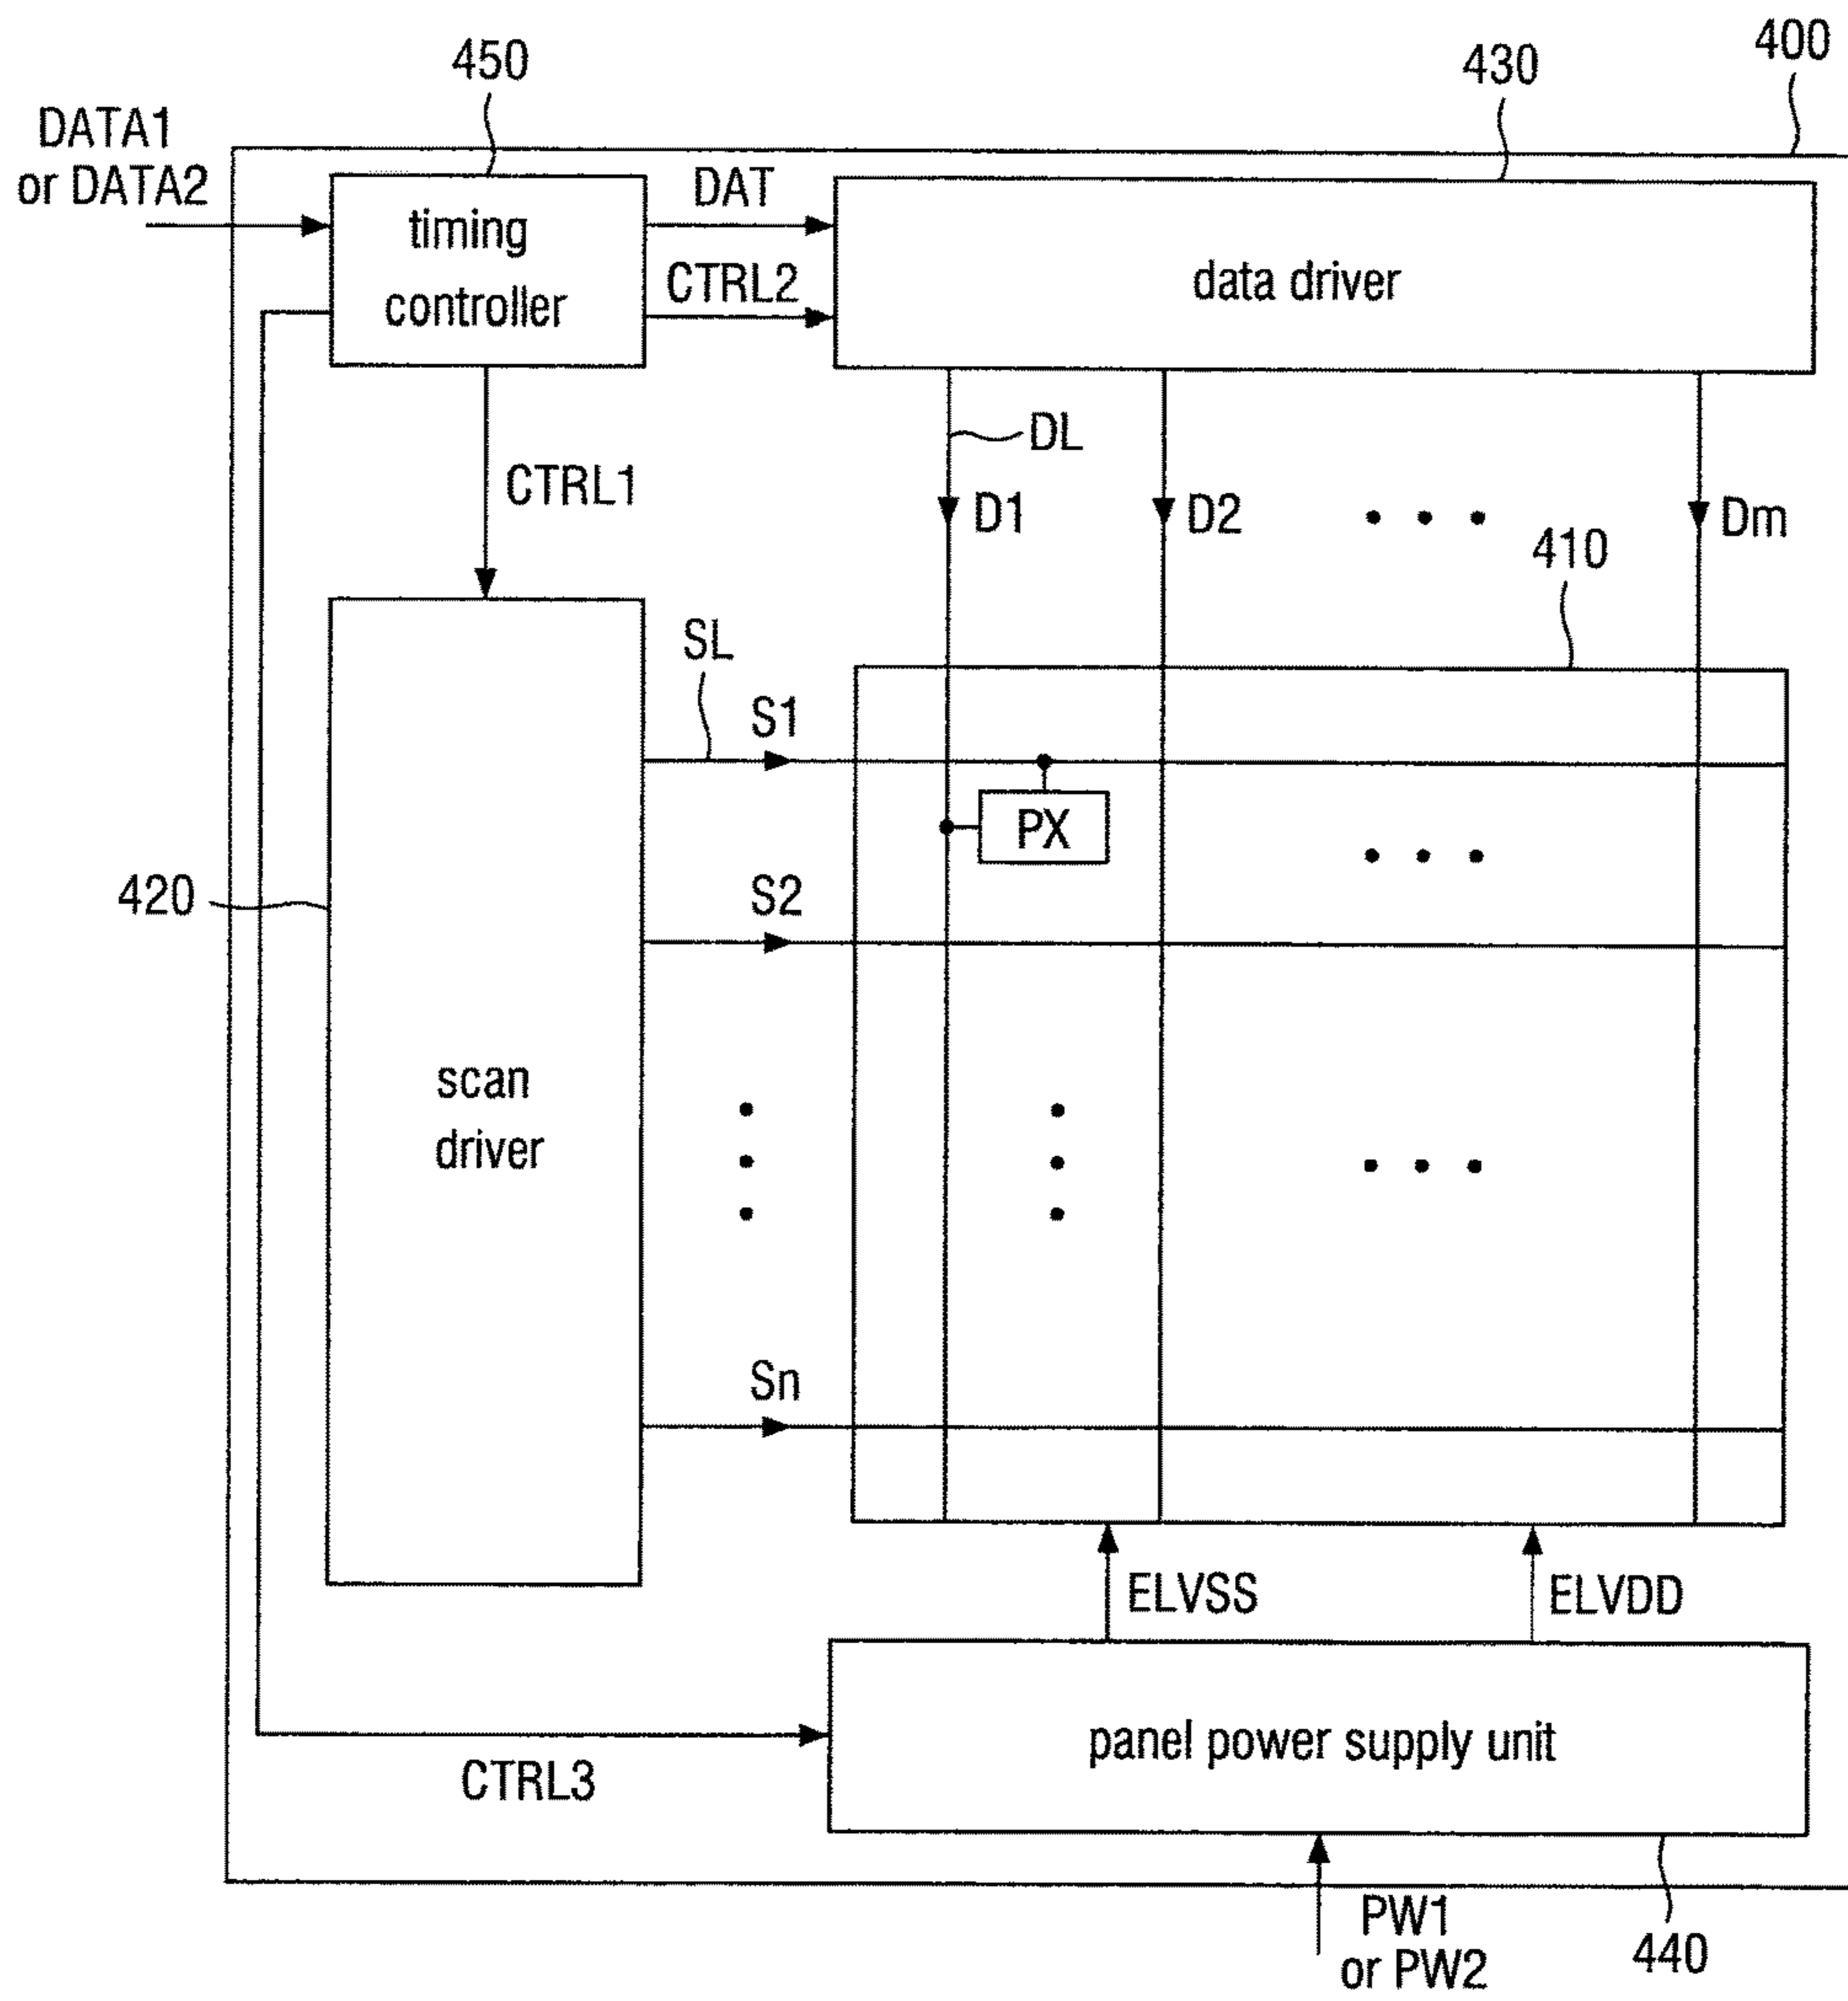 450
430
400
DATA1
or DATA2
timing
controller
DAT
CTRL2
data driver
CTRL1
DL
D1
D2
Dm
410
SL
S1
PX
420
S2
scan
driver
Sn
ELVSS
ELVDD
panel power supply unit
CTRL3
PW1
or PW2
440